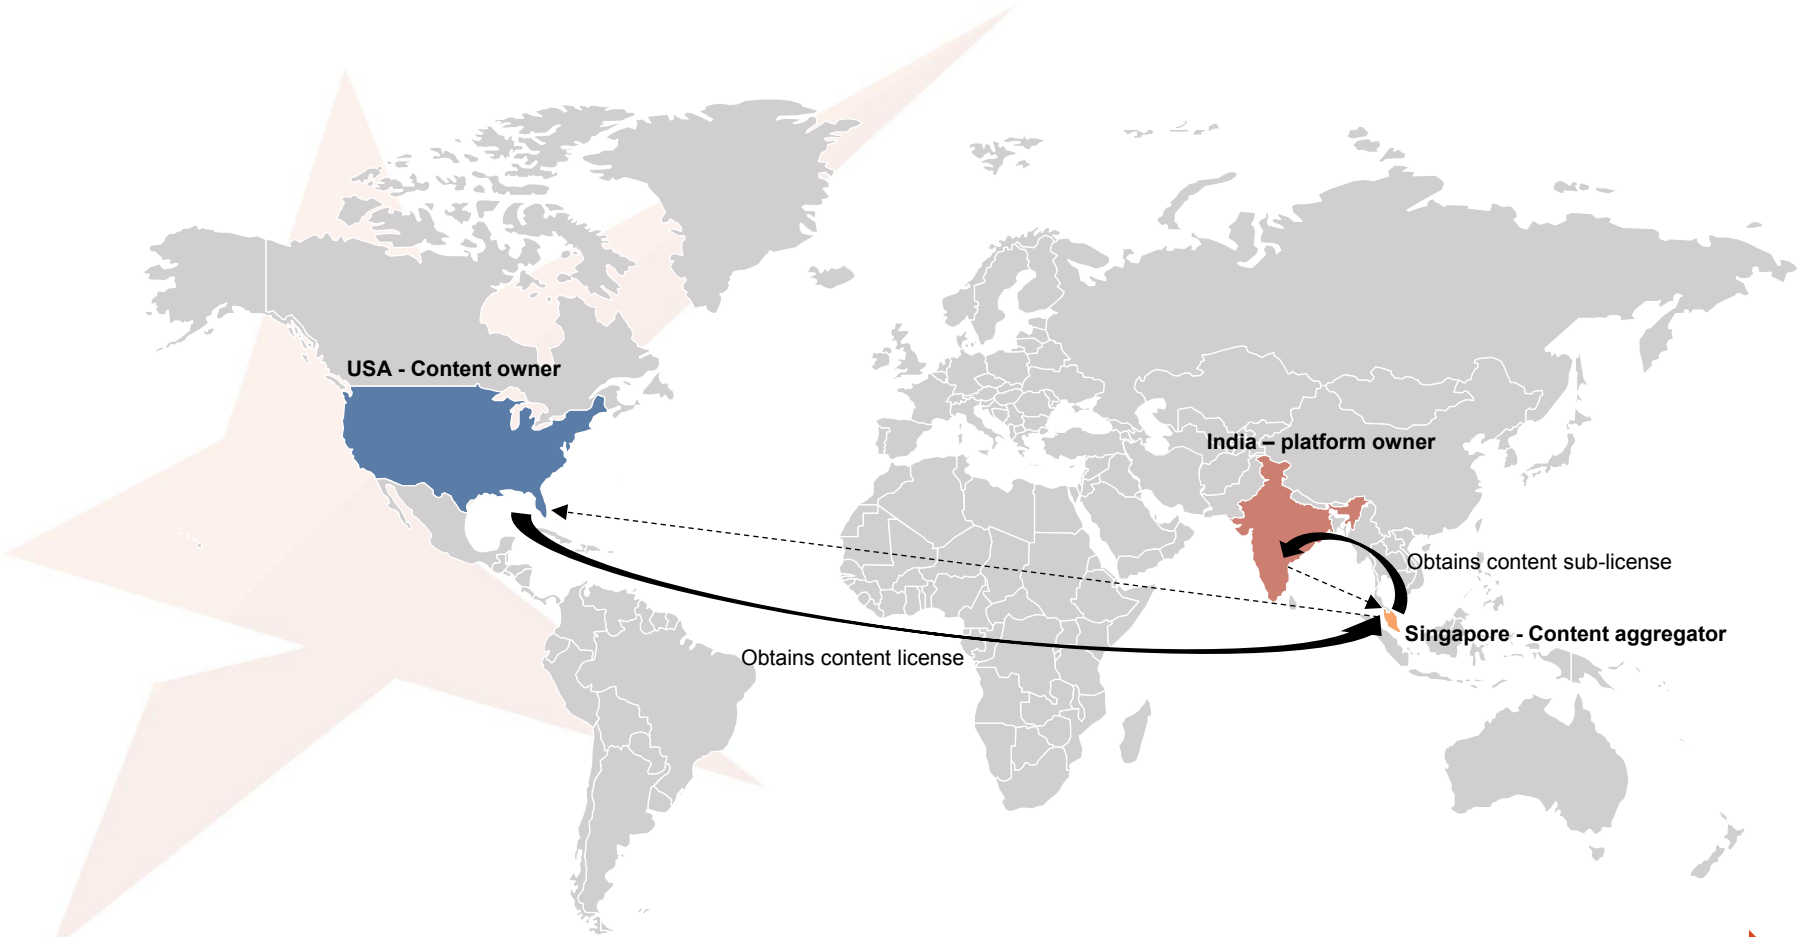 USA - Content owner
India – platform owner
Obtains content sub-license
Singapore - Content aggregator
Obtains content license